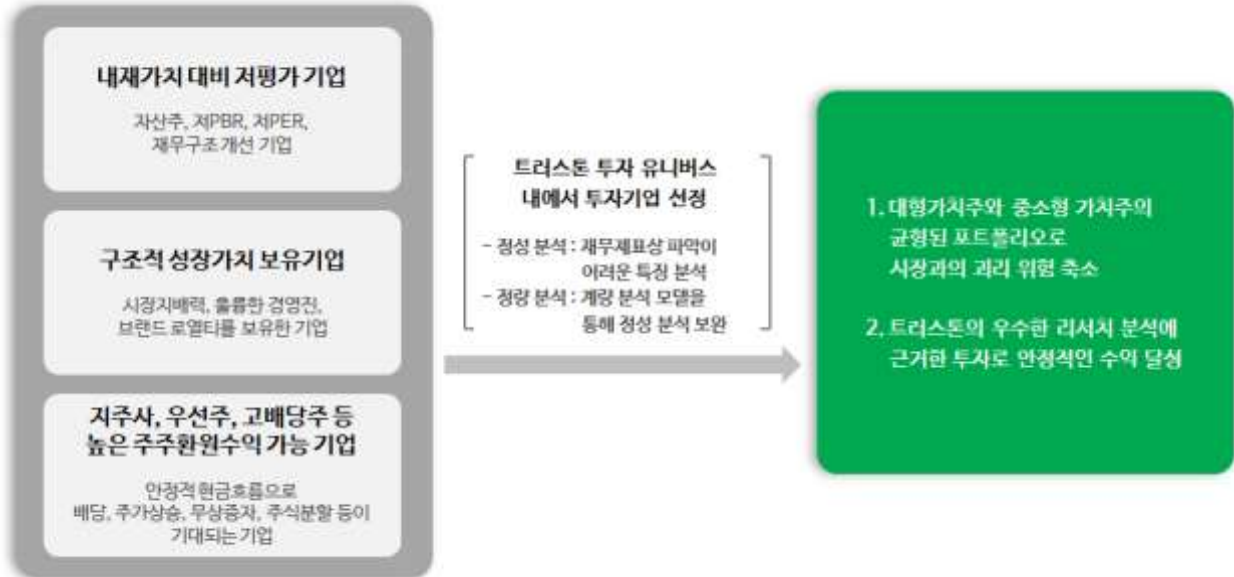 내재가치 대비 저평가 기업
자산주, 저PBR, 저PER,
재무구조 개선 기업
구조적 성장가치 보유기업
시장지배력, 훌륭한 경영진,
브랜드 로열티를 보유한 기업
지주사, 우선주, 고배당주 등
높은 주주환원수익 가능 기업
안정적 현금흐름으로
배당, 주가상승, 무상증자, 주식분할 등이
기대되는 기업
트러스톤 투자 유니버스
내에서 투자기업 선정
- 정성 분석 : 재무제표상 파악이
어려운 특징 분석
- 정량 분석 : 계량 분석 모델을
통해 정성 분석 보완
1. 대형가치주와 중소형 가치주의
균형된 포트폴리오로
시장과의 괴리 위험 축소
2. 트러스톤의 우수한 리서치 분석에
근거한 투자로 안정적인 수익 달성